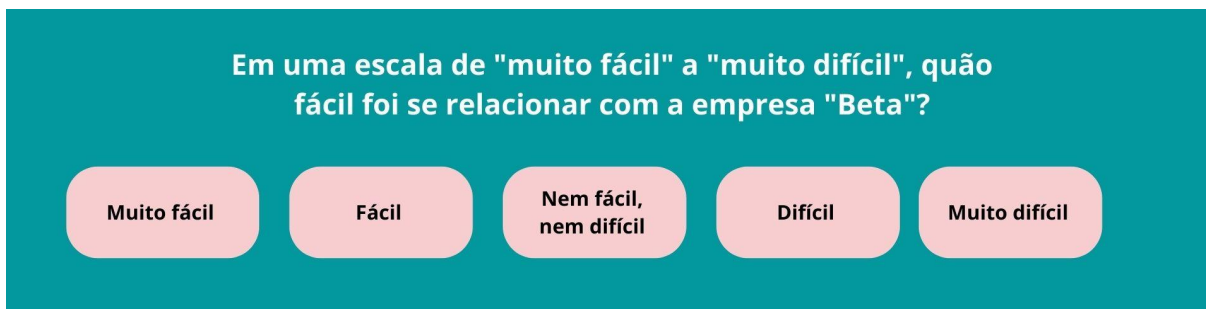 Em uma escala de "muito fácil" a "muito difícil", quão
fácil foi se relacionar com a empresa "Beta"?
Muito fácil
Fácil
Nem fácil,
nem difícil
Difícil
Muito difícil